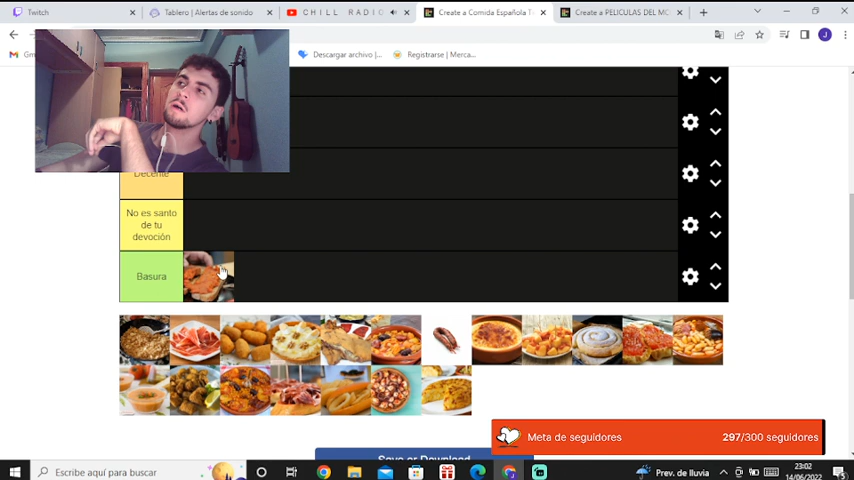 Twitch
Tablero | Alertas de sonido
C H I L L R A D I O
Create a Comida Española T
Create a PELICULAS DEL MO
J
Descargar archivo |...
Registrarse | Merca...
Decente
No es santo
de tu
devoción
Basura
Meta de seguidores
297/300 seguidores
Save or Download
Escribe aquí para buscar
Prev. de lluvia
23:02
14/06/2022